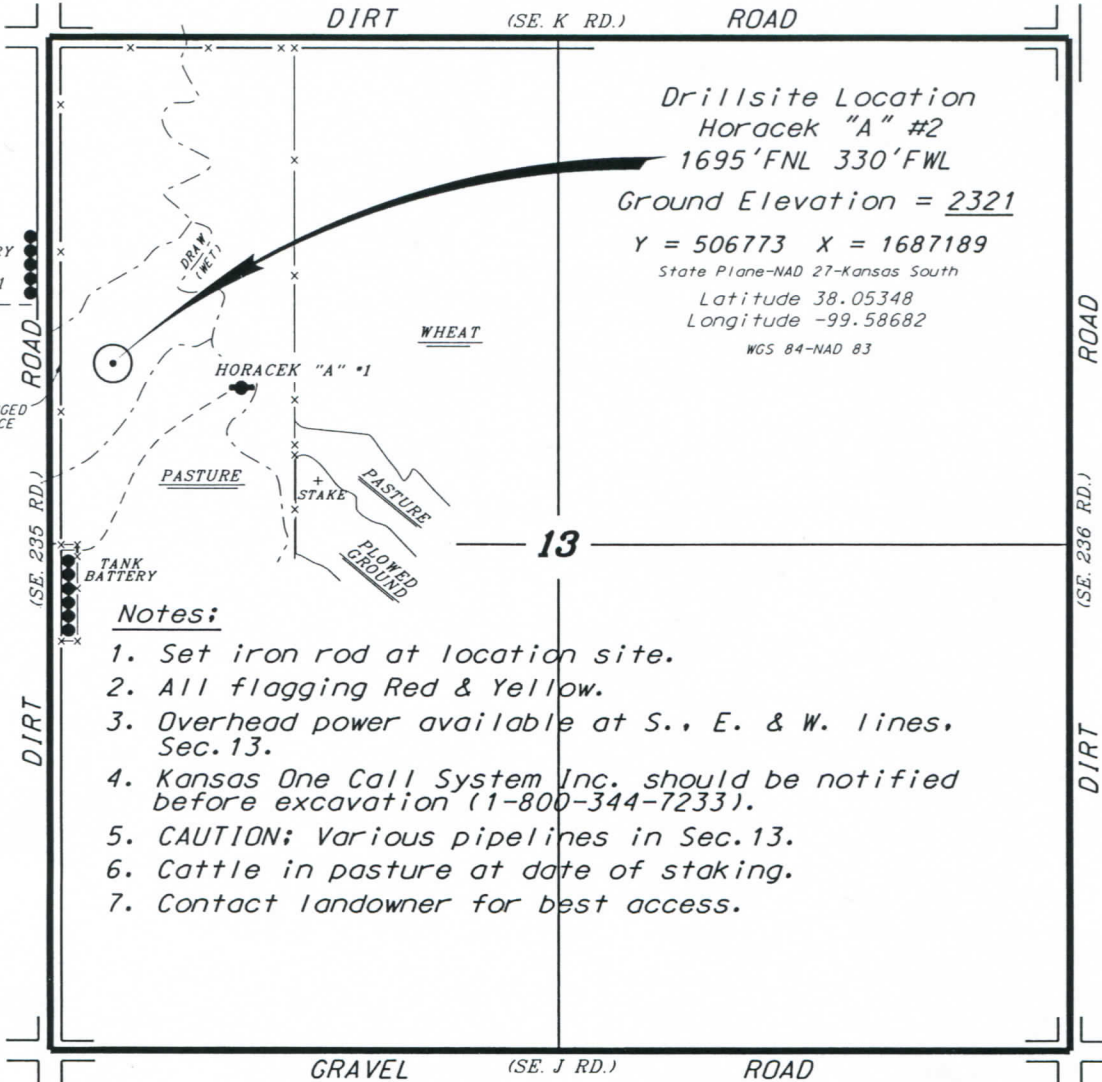 DIRT (SE. K RD.) ROAD
Drillsite Location
Horacek "A" #2
1695'FNL 330'FWL
Ground Elevation = 2321
Y = 506773 X = 1687189
State Plane-NAD 27-Kansas South
Latitude 38.05348
Longitude -99.58682
WGS 84-NAD 83
DRAW
(WET)
WHEAT
HORACEK "A" #1
PASTURE
STAKE
PASTURE
PLOWED
GROUND
TANK
BATTERY
13
DIRT (SE. 235 RD.) ROAD
DIRT (SE. 236 RD.) ROAD
Notes:
1. Set iron rod at location site.
2. All flagging Red & Yellow.
3. Overhead power available at S., E. & W. lines,
Sec.13.
4. Kansas One Call System Inc. should be notified
before excavation (1-800-344-7233).
5. CAUTION: Various pipelines in Sec.13.
6. Cattle in pasture at date of staking.
7. Contact landowner for best access.
GRAVEL (SE. J RD.) ROAD